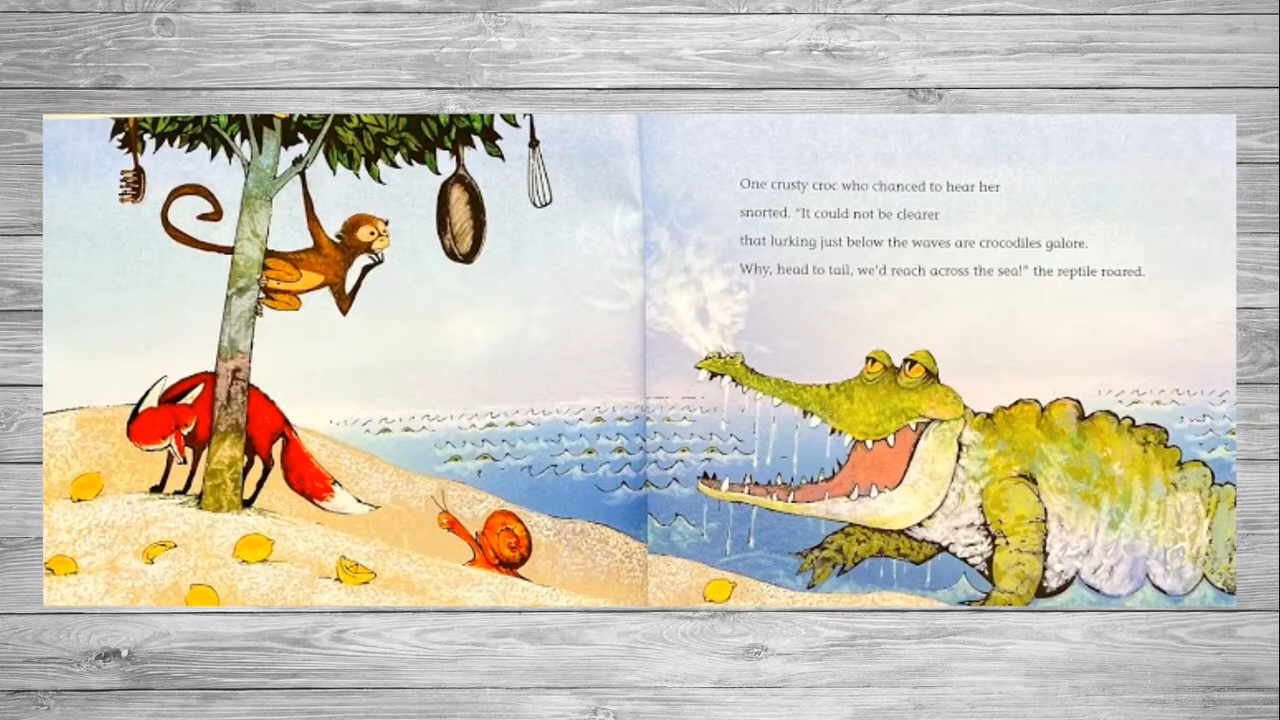 One crusty croc who chanced to hear her
snorted. "It could not be clearer
that lurking just below the waves are crocodiles galore.
Why, head to tail, we'd reach across the sea!" the reptile roared.